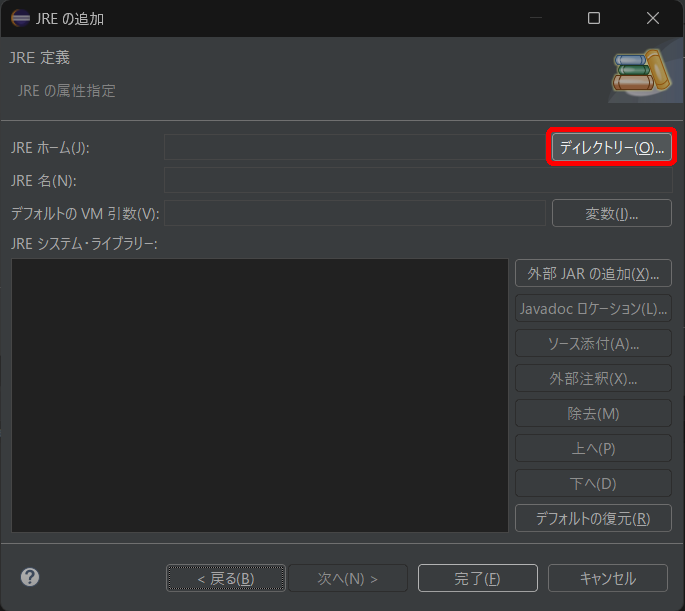 JRE の追加
JRE 定義
JRE の属性指定
JRE ホーム(J):
ディレクトリー(O)...
JRE 名(N):
デフォルトの VM 引数(V):
変数(I)...
JRE システム・ライブラリー:
外部 JAR の追加(X)...
Javadoc ロケーション(L)...
ソース添付(A)...
外部注釈(X)...
除去(M)
上へ(P)
下へ(D)
デフォルトの復元(R)
?
< 戻る(B)
次へ(N) >
完了(F)
キャンセル